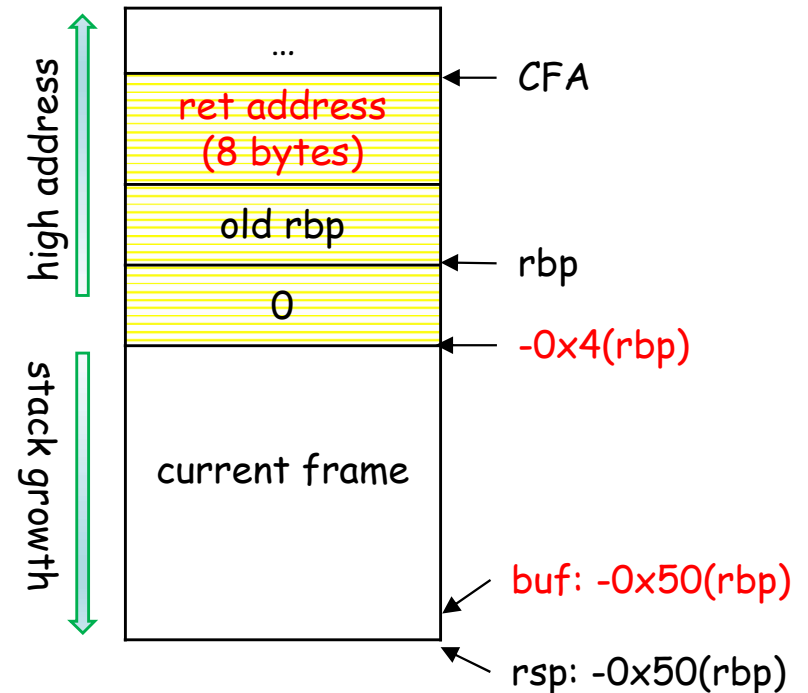 ...
CFA
ret address
(8 bytes)
old rbp
rbp
0
-0x4(rbp)
high address
stack growth
current frame
buf: -0x50(rbp)
rsp: -0x50(rbp)